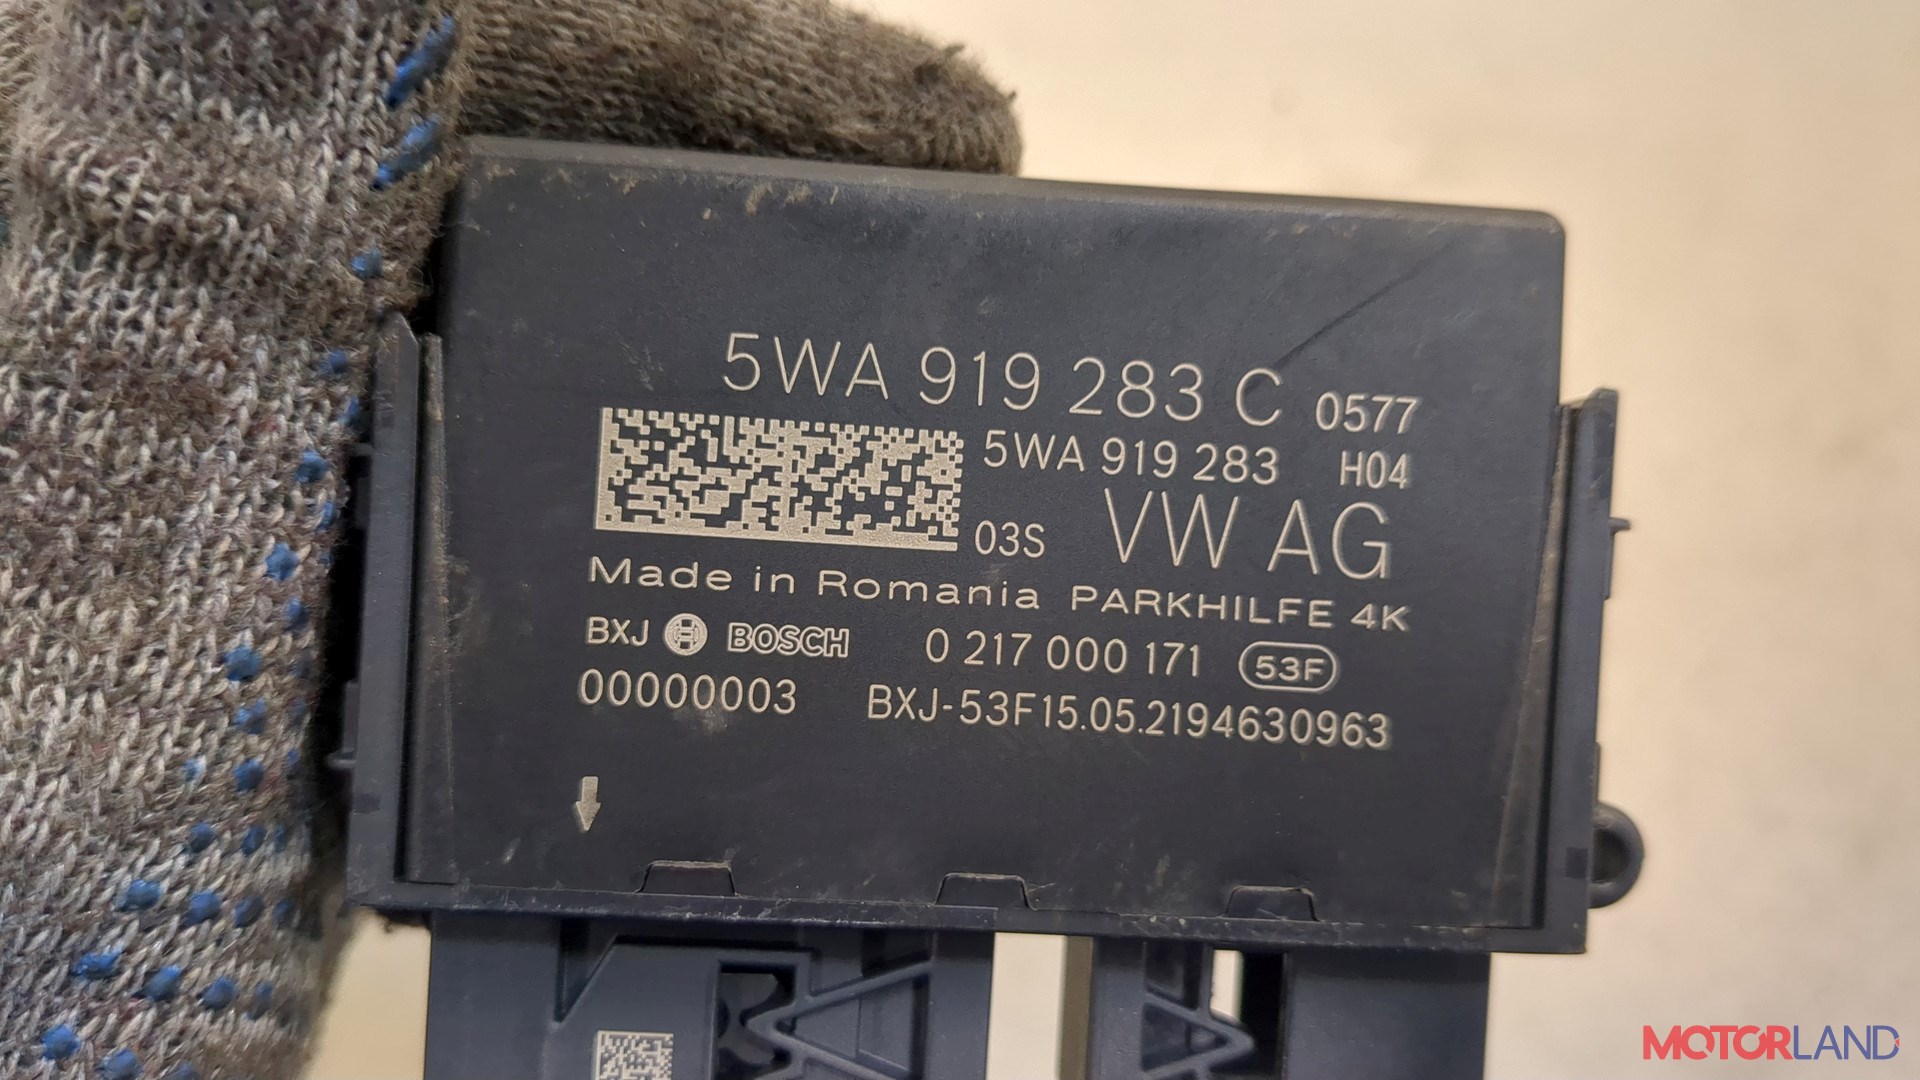 5WA 919 283 C 0577
5WA 919 283 H04
03S VW AG
Made in Romania PARKHILFE 4K
BXJ BOSCH 0 217 000 171 53F
00000003 BXJ-53F15.05.2194630963
MOTORLAND